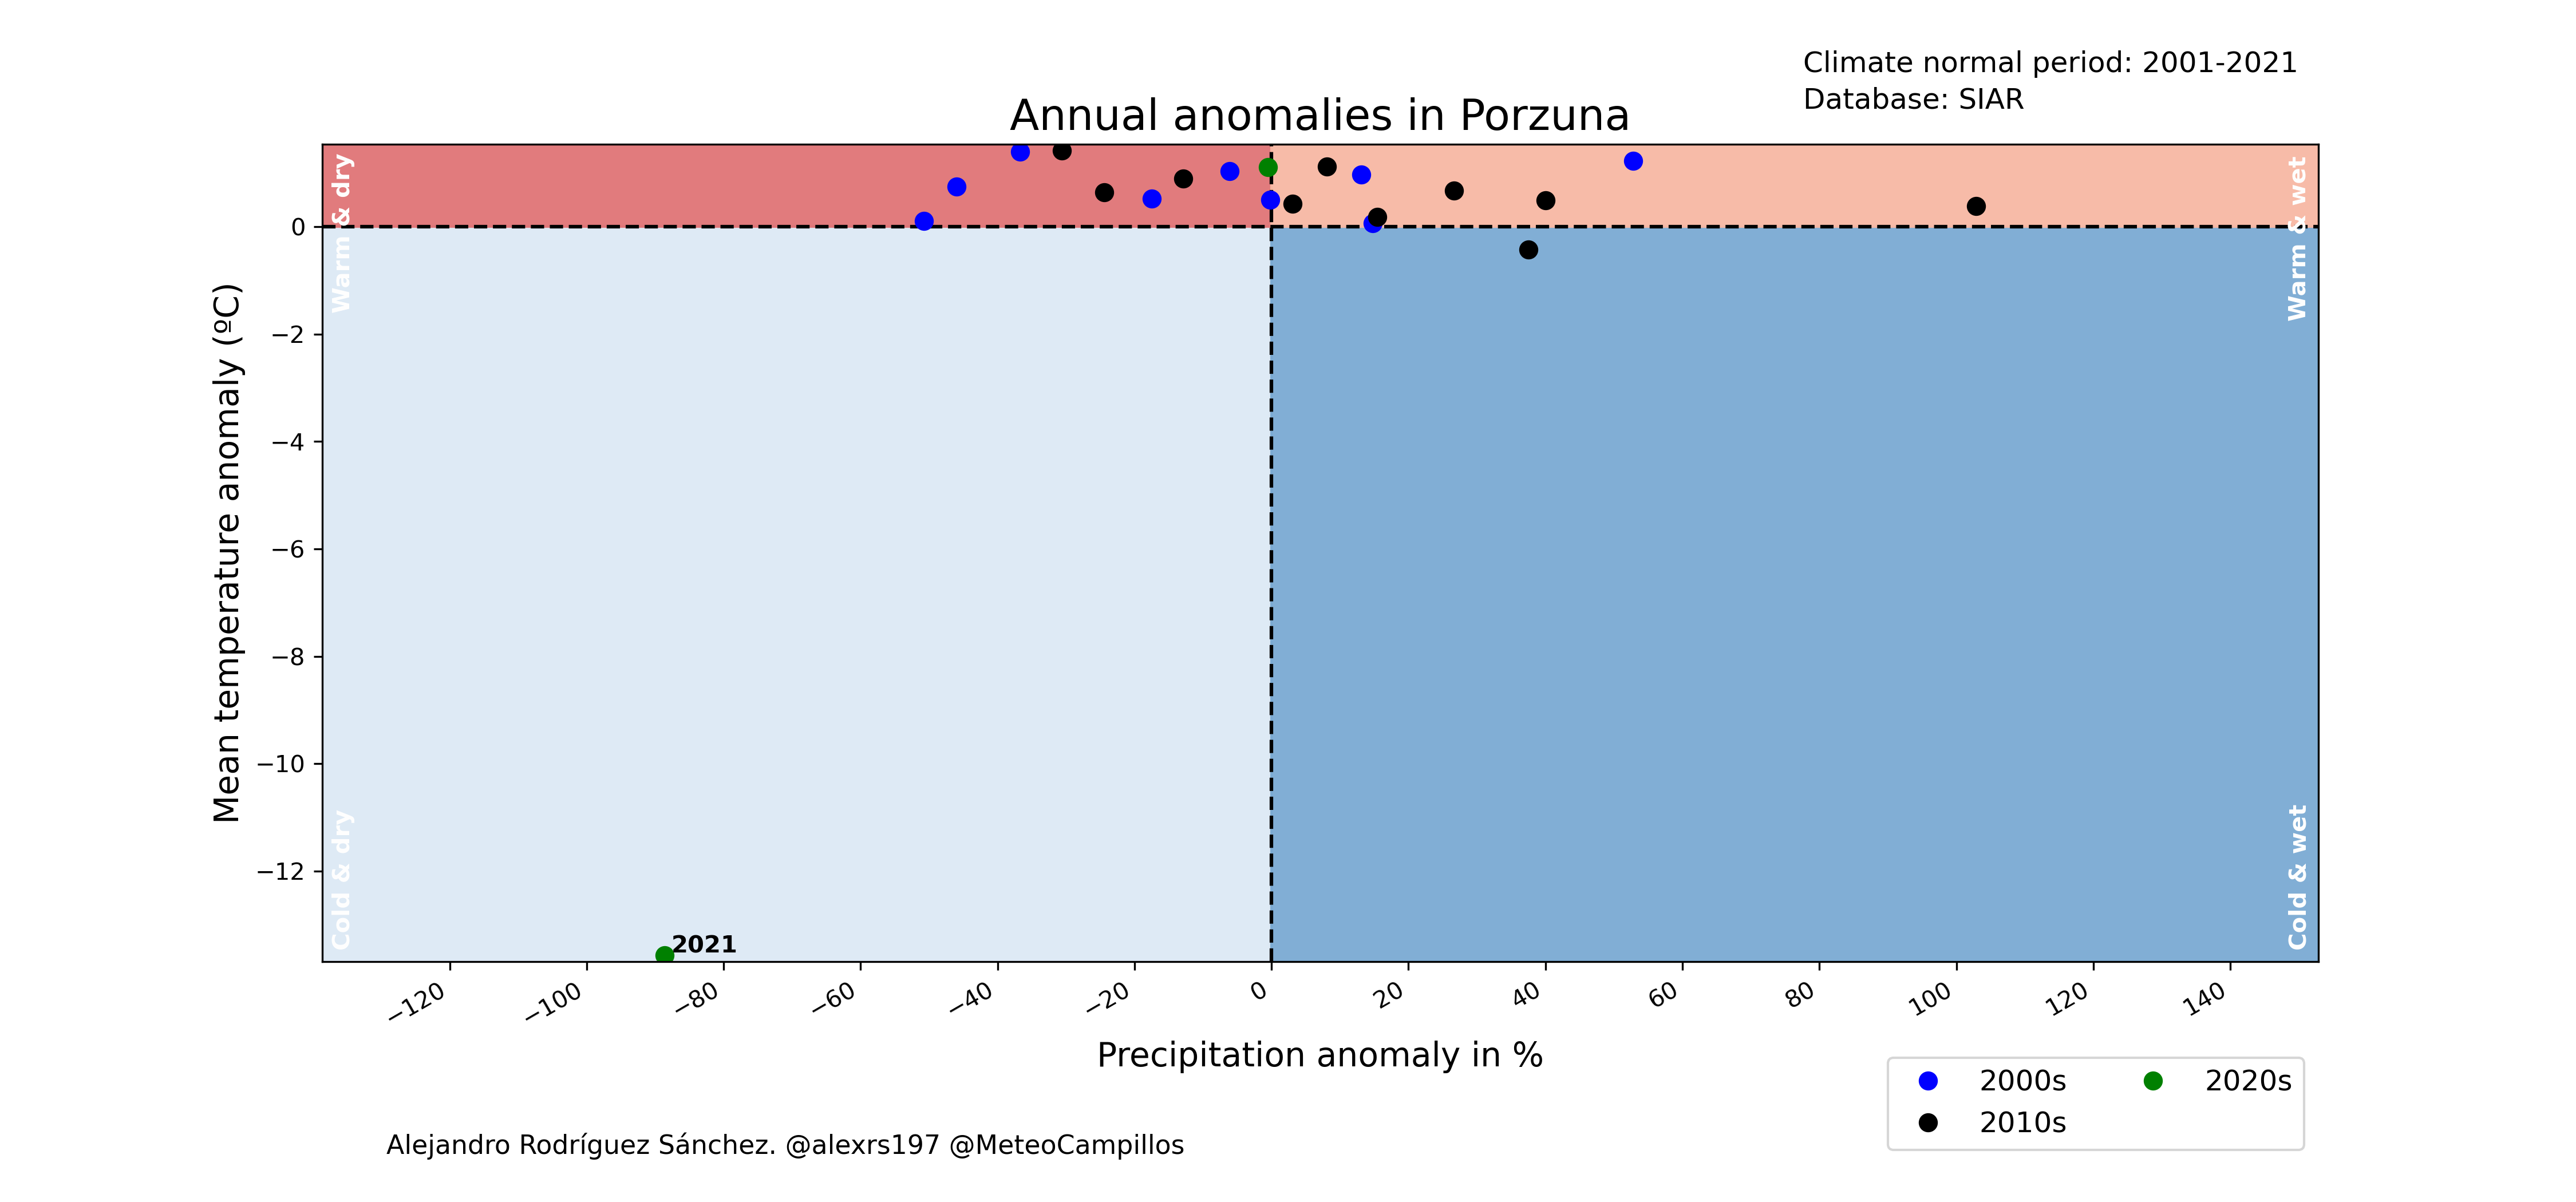 Climate normal period: 2001-2021
Database: SIAR
Annual anomalies in Porzuna
Warm & dry
Warm & wet
Cold & dry
Cold & wet
Mean temperature anomaly (ºC)
0
−2
−4
−6
−8
−10
−12
2021
−120
−100
−80
−60
−40
−20
0
20
40
60
80
100
120
140
Precipitation anomaly in %
2000s
2010s
2020s
Alejandro Rodríguez Sánchez. @alexrs197 @MeteoCampillos